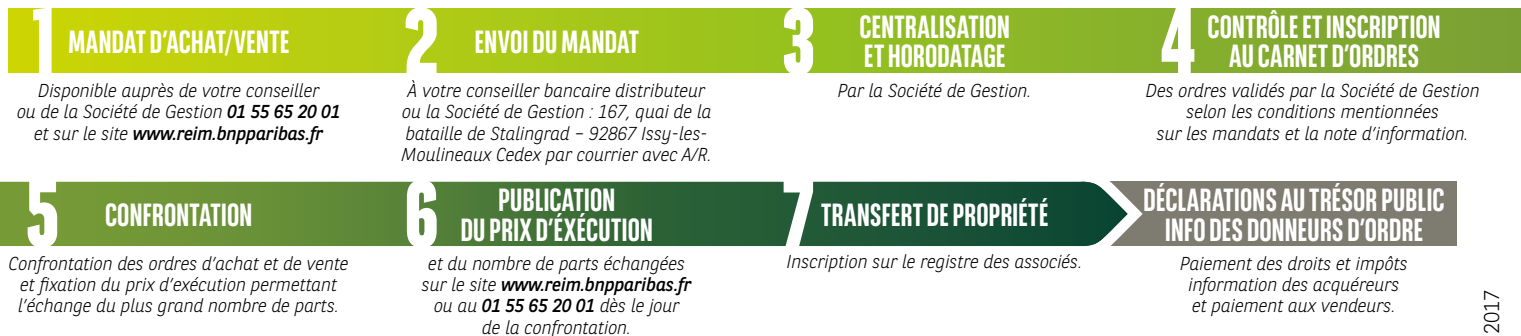 1 MANDAT D'ACHAT/VENTE
Disponible auprès de votre conseiller
ou de la Société de Gestion 01 55 65 20 01
et sur le site www.reim.bnpparibas.fr
2 ENVOI DU MANDAT
À votre conseiller bancaire distributeur
ou la Société de Gestion : 167, quai de la
bataille de Stalingrad – 92867 Issy-les-
Moulineaux Cedex par courrier avec A/R.
3 CENTRALISATION
ET HORODATAGE
Par la Société de Gestion.
4 CONTRÔLE ET INSCRIPTION
AU CARNET D'ORDRES
Des ordres validés par la Société de Gestion
selon les conditions mentionnées
sur les mandats et la note d'information.
5 CONFRONTATION
Confrontation des ordres d'achat et de vente
et fixation du prix d'exécution permettant
l'échange du plus grand nombre de parts.
6 PUBLICATION
DU PRIX D'ÉXÉCUTION
et du nombre de parts échangées
sur le site www.reim.bnpparibas.fr
ou au 01 55 65 20 01 dès le jour
de la confrontation.
7 TRANSFERT DE PROPRIÉTÉ
Inscription sur le registre des associés.
DÉCLARATIONS AU TRÉSOR PUBLIC
INFO DES DONNEURS D'ORDRE
Paiement des droits et impôts
information des acquéreurs
et paiement aux vendeurs.
2017